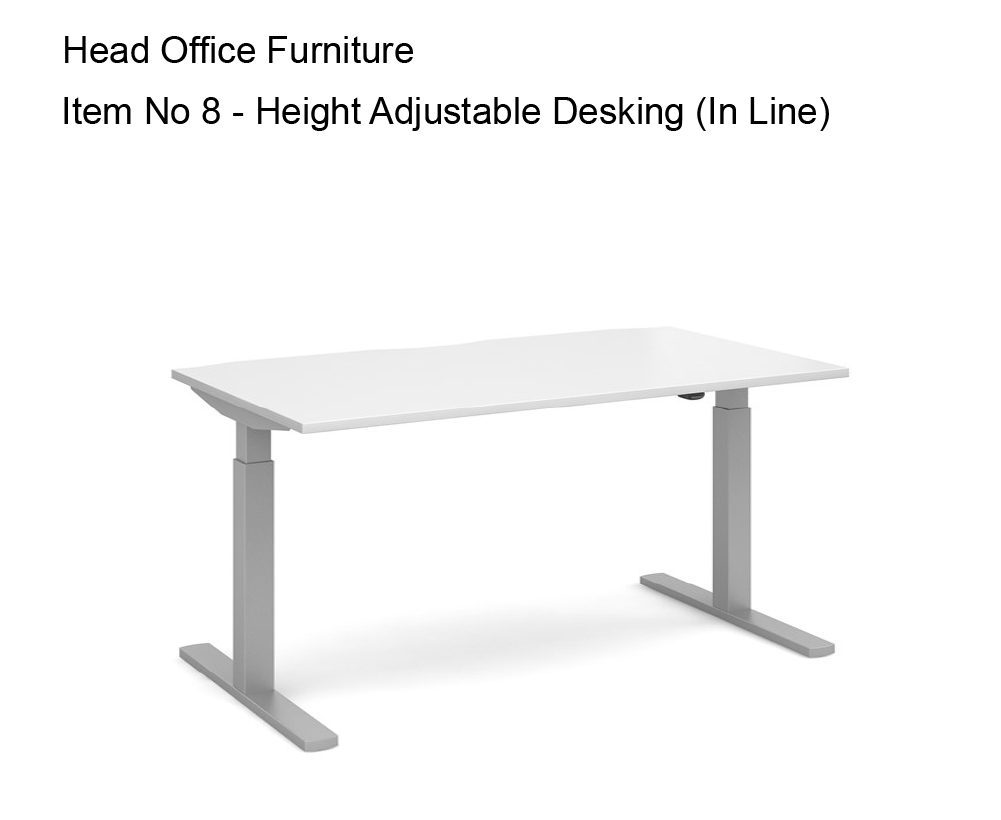 Head Office Furniture
Item No 8 - Height Adjustable Desking (In Line)